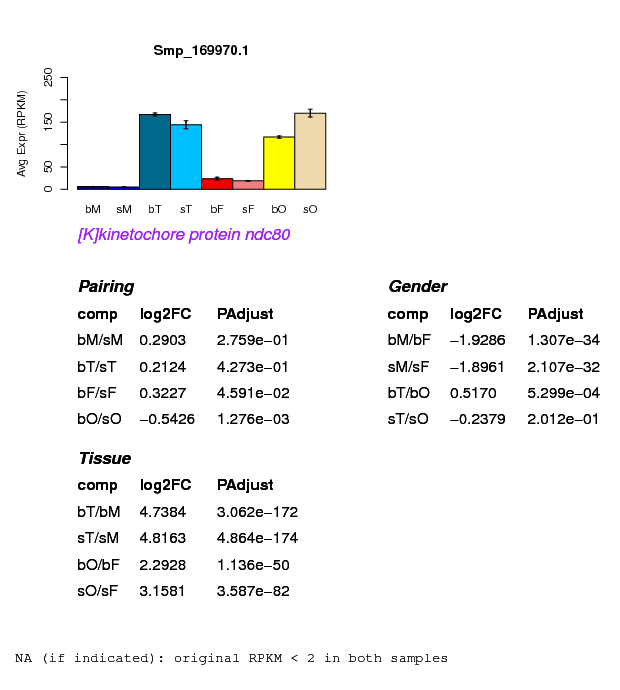 Smp_169970.1
Avg Expr (RPKM)
250
150
50
0
bM sM bT sT bF sF bO sO
[K]kinetochore protein ndc80
Pairing
comp log2FC PAdjust
bM/sM 0.2903 2.759e−01
bT/sT 0.2124 4.273e−01
bF/sF 0.3227 4.591e−02
bO/sO −0.5426 1.276e−03
Gender
comp log2FC PAdjust
bM/bF −1.9286 1.307e−34
sM/sF −1.8961 2.107e−32
bT/bO 0.5170 5.299e−04
sT/sO −0.2379 2.012e−01
Tissue
comp log2FC PAdjust
bT/bM 4.7384 3.062e−172
sT/sM 4.8163 4.864e−174
bO/bF 2.2928 1.136e−50
sO/sF 3.1581 3.587e−82
NA (if indicated): original RPKM < 2 in both samples